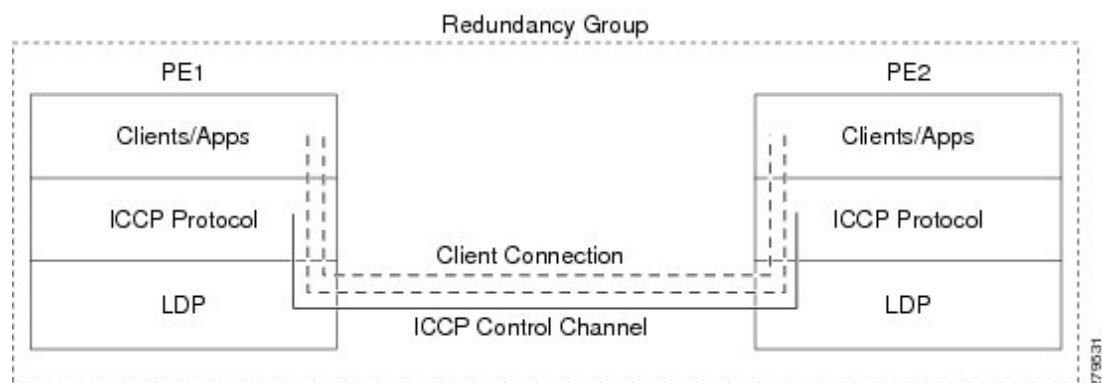 Redundancy Group
PE1
PE2
Clients/Apps
Clients/Apps
ICCP Protocol
ICCP Protocol
Client Connection
LDP
LDP
ICCP Control Channel